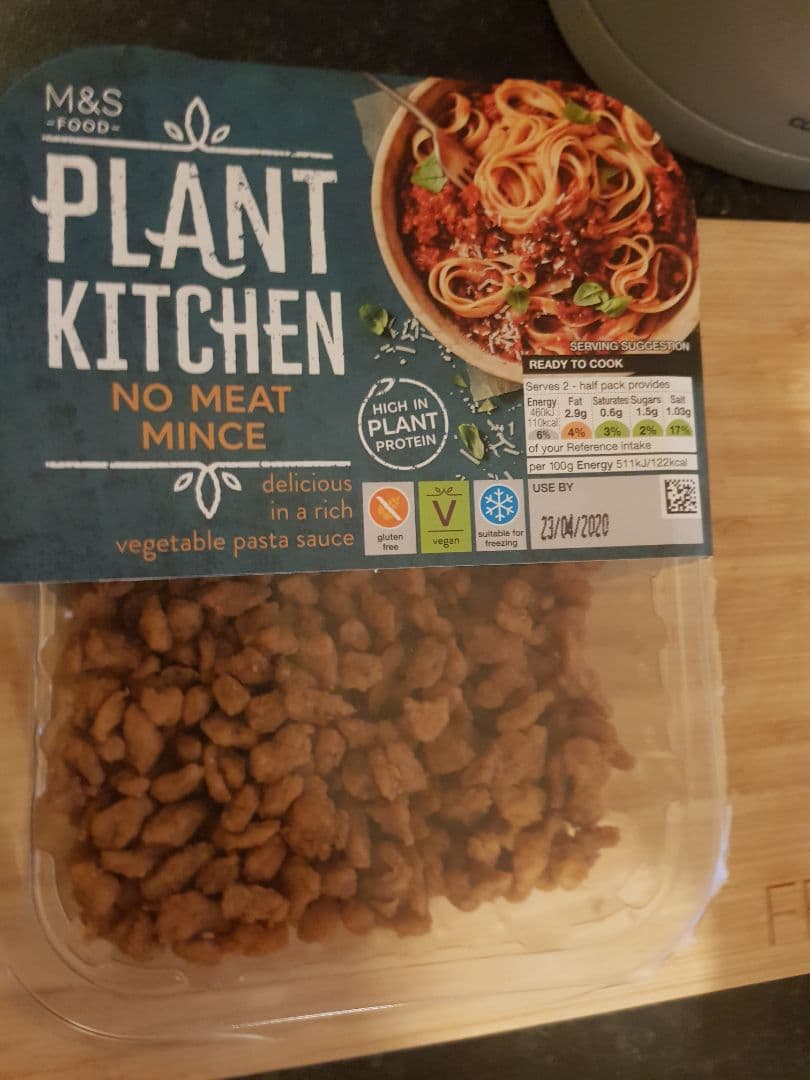 M&S
-FOOD-
PLANT
KITCHEN
NO MEAT
MINCE
delicious
in a rich
vegetable pasta sauce
HIGH IN
PLANT
PROTEIN
gluten
free
V
vegan
suitable for
freezing
SERVING SUGGESTION
READY TO COOK
Serves 2 - half pack provides
Energy Fat Saturates Sugars Salt
460kJ 2.9g 0.6g 1.5g 1.03g
110kcal
6% 4% 3% 2% 17%
of your Reference intake
per 100g Energy 511kJ/122kcal
USE BY
23/04/2020